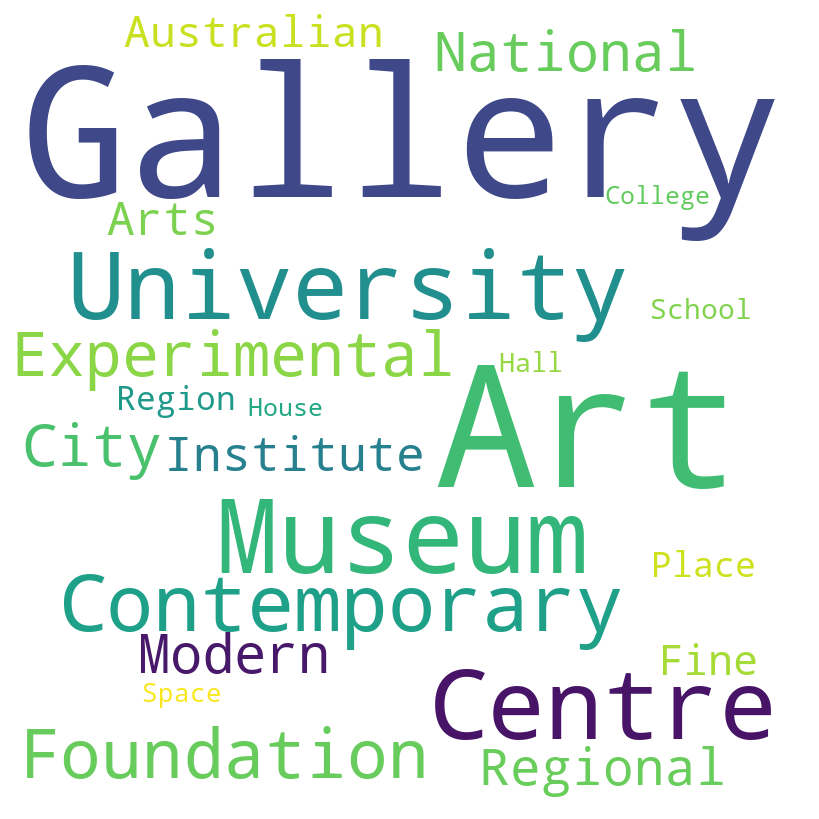 Australian
National
Gallery
College
Arts
University
School
Experimental
Hall
Art
Region
House
City
Institute
Museum
Place
Contemporary
Modern
Fine
Space
Centre
Foundation
Regional